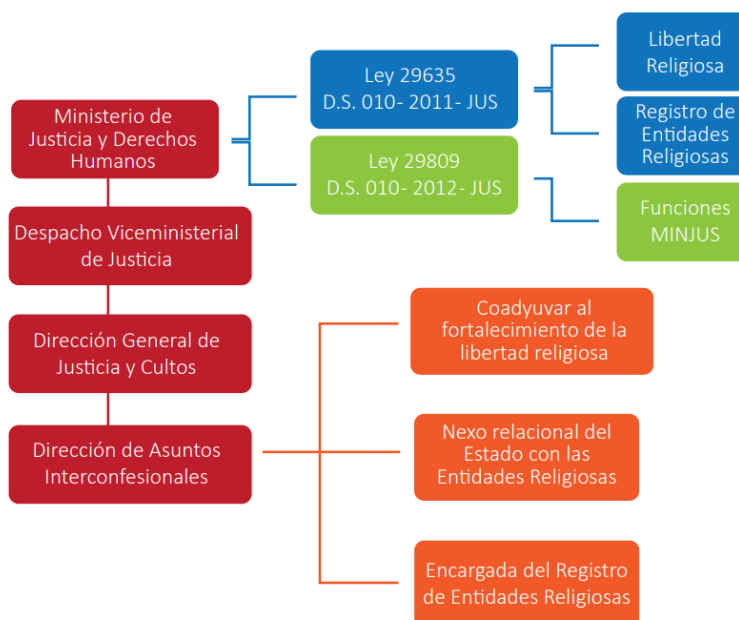 Ministerio de
Justicia y Derechos
Humanos
Ley 29635
D.S. 010- 2011- JUS
Libertad
Religiosa
Registro de
Entidades
Religiosas
Ley 29809
D.S. 010- 2012- JUS
Funciones
MINJUS
Despacho Viceministerial
de Justicia
Dirección General de
Justicia y Cultos
Dirección de Asuntos
Interconfesionales
Coadyuvar al
fortalecimiento de la
libertad religiosa
Nexo relacional del
Estado con las
Entidades Religiosas
Encargada del Registro
de Entidades Religiosas